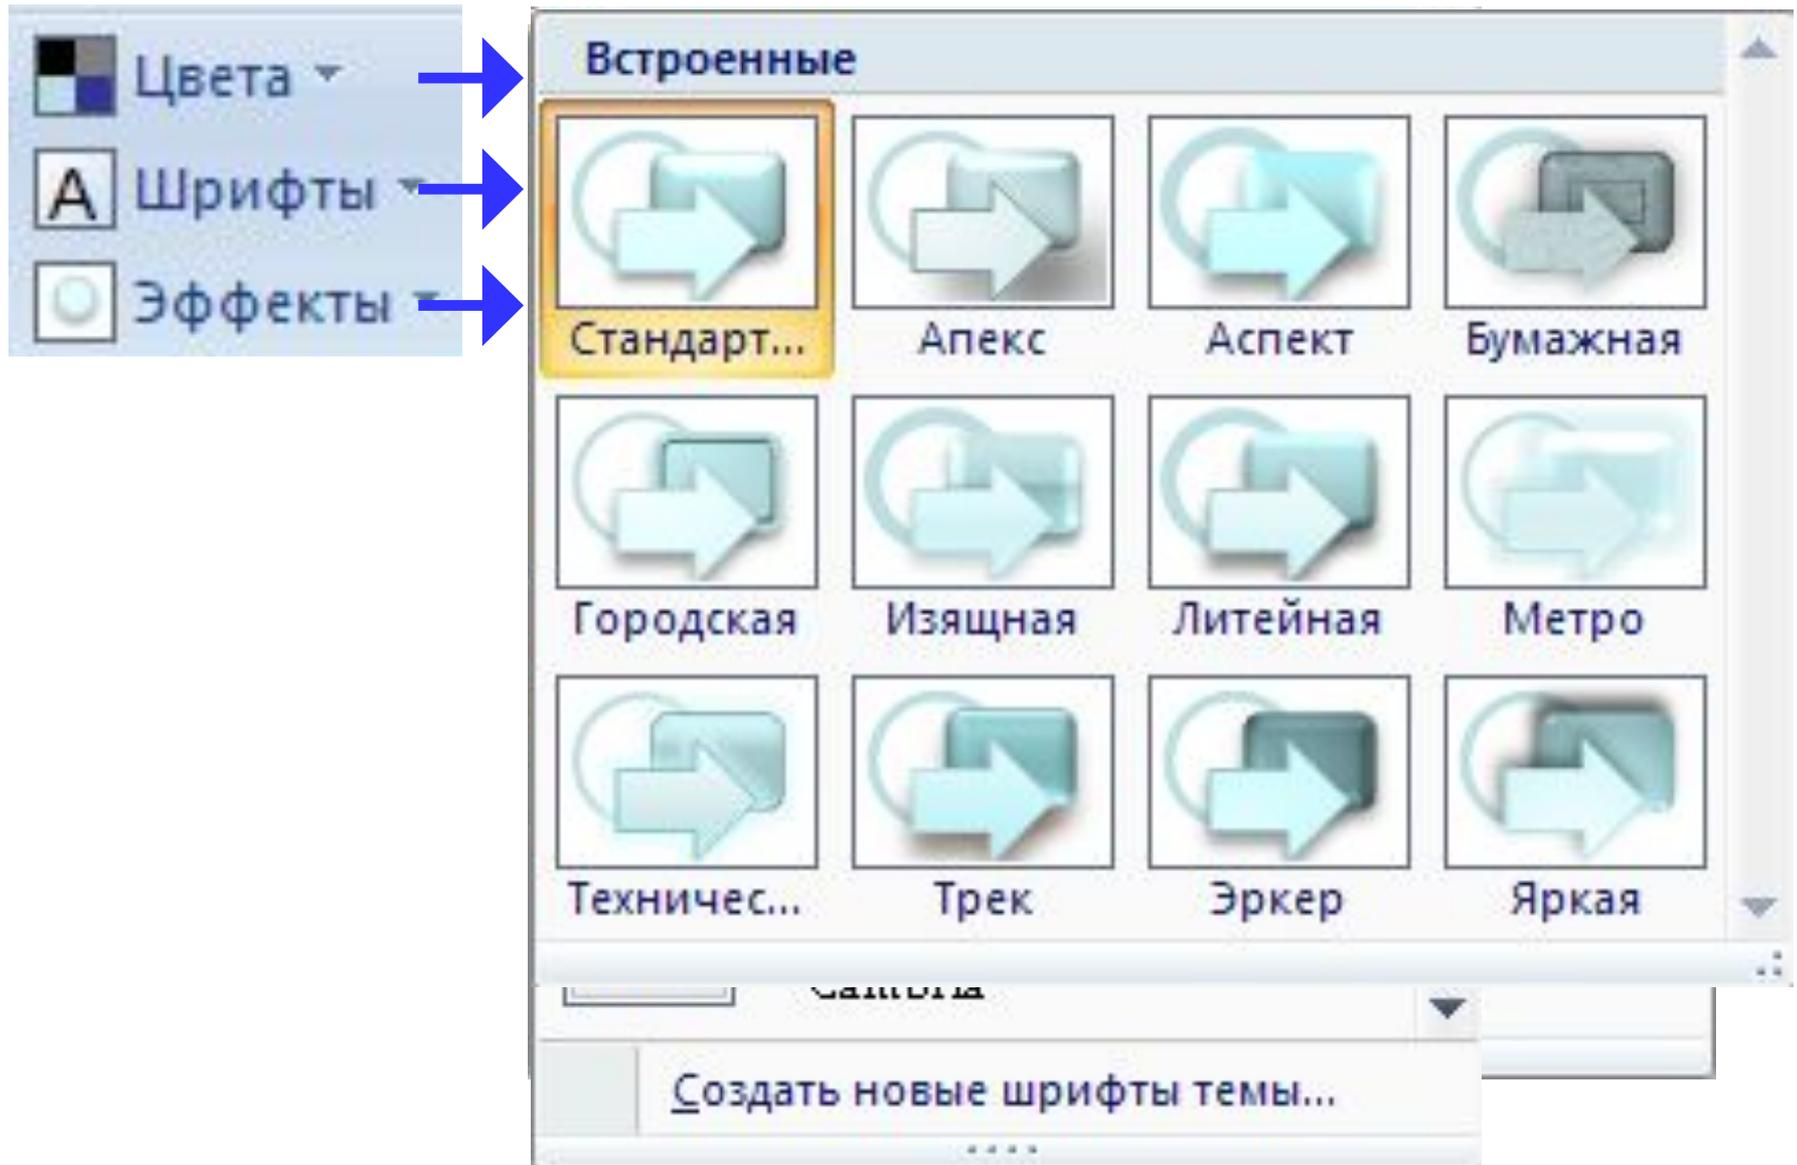 Цвета
Шрифты
Эффекты
Встроенные
Стандарт... Апекс Аспект Бумажная
Городская Изящная Литейная Метро
Техничес... Трек Эркер Яркая
Cambria
Создать новые шрифты темы...